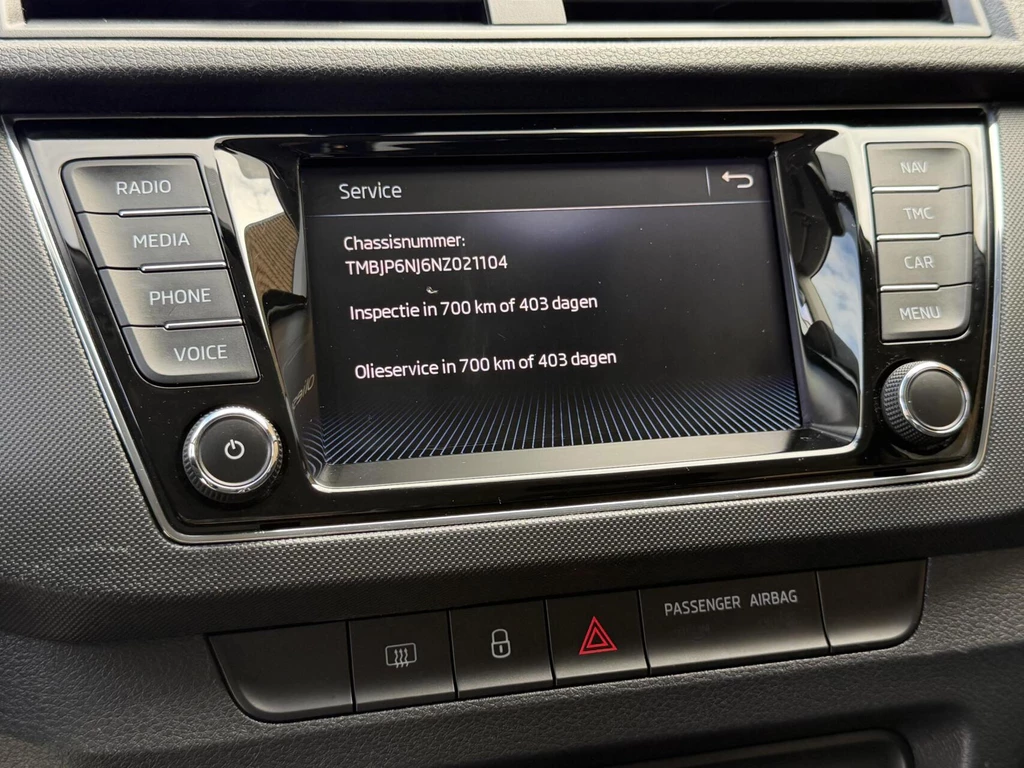 RADIO
MEDIA
PHONE
VOICE
Service
Chassisnummer:
TMBJP6NJ6NZ021104
Inspectie in 700 km of 403 dagen
Olieservice in 700 km of 403 dagen
NAV
TMC
CAR
MENU
PASSENGER AIRBAG